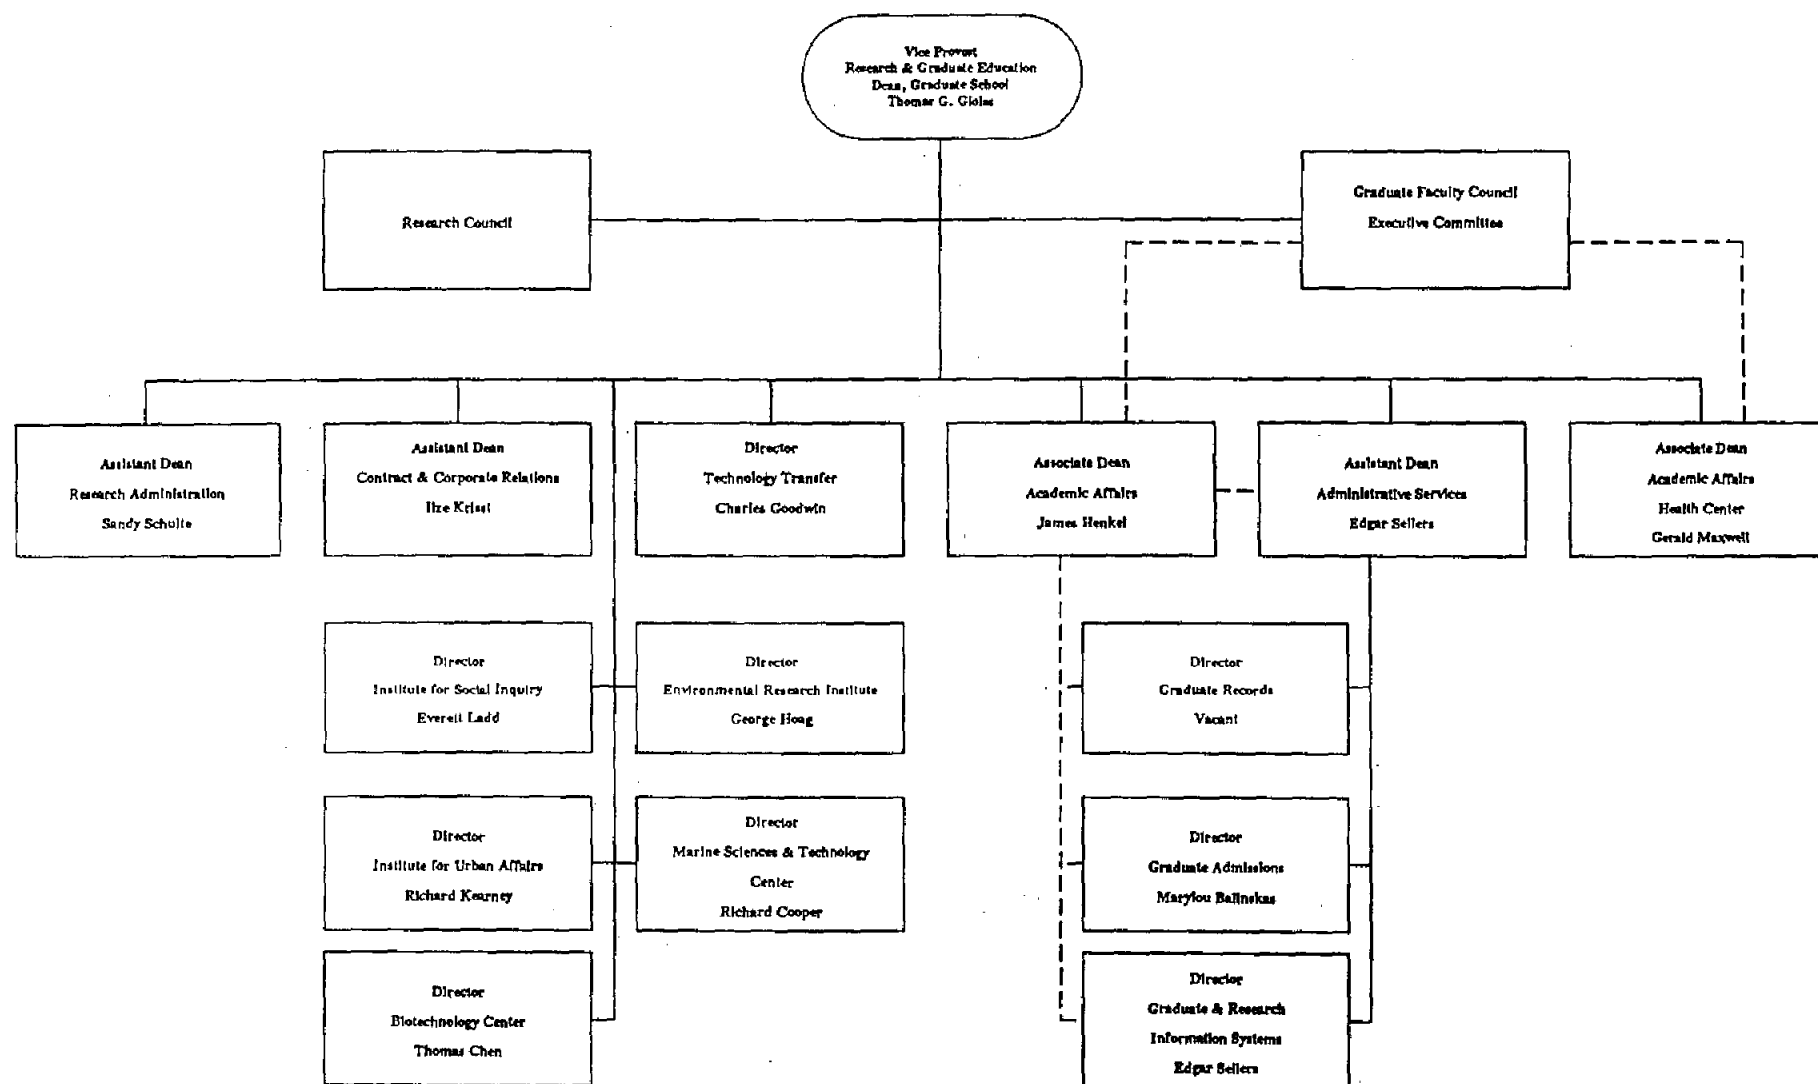 Vice Provost
Research & Graduate Education
Dean, Graduate School
Thomas G. Giolas
Research Council
Graduate Faculty Council
Executive Committee
Assistant Dean
Research Administration
Sandy Schulte
Assistant Dean
Contract & Corporate Relations
Ilze Krisst
Director
Technology Transfer
Charles Goodwin
Associate Dean
Academic Affairs
James Henkel
Assistant Dean
Administrative Services
Edgar Sellers
Associate Dean
Academic Affairs
Health Center
Gerald Maxwell
Director
Institute for Social Inquiry
Everett Ladd
Director
Environmental Research Institute
George Hoag
Director
Graduate Records
Vacant
Director
Institute for Urban Affairs
Richard Kearney
Director
Marine Sciences & Technology
Center
Richard Cooper
Director
Graduate Admissions
Marylou Balinskas
Director
Biotechnology Center
Thomas Chen
Director
Graduate & Research
Information Systems
Edgar Sellers